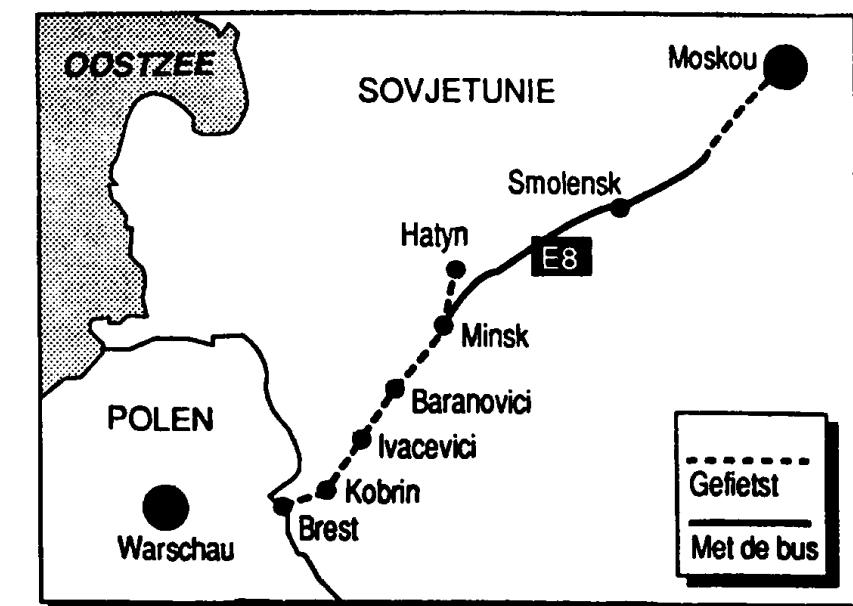 OOSTZEE
Moskou
SOVJETUNIE
Smolensk
Hatyn
E8
Minsk
Baranovici
POLEN
Ivacevici
Kobrin
Gefietst
Brest
Warschau
Met de bus